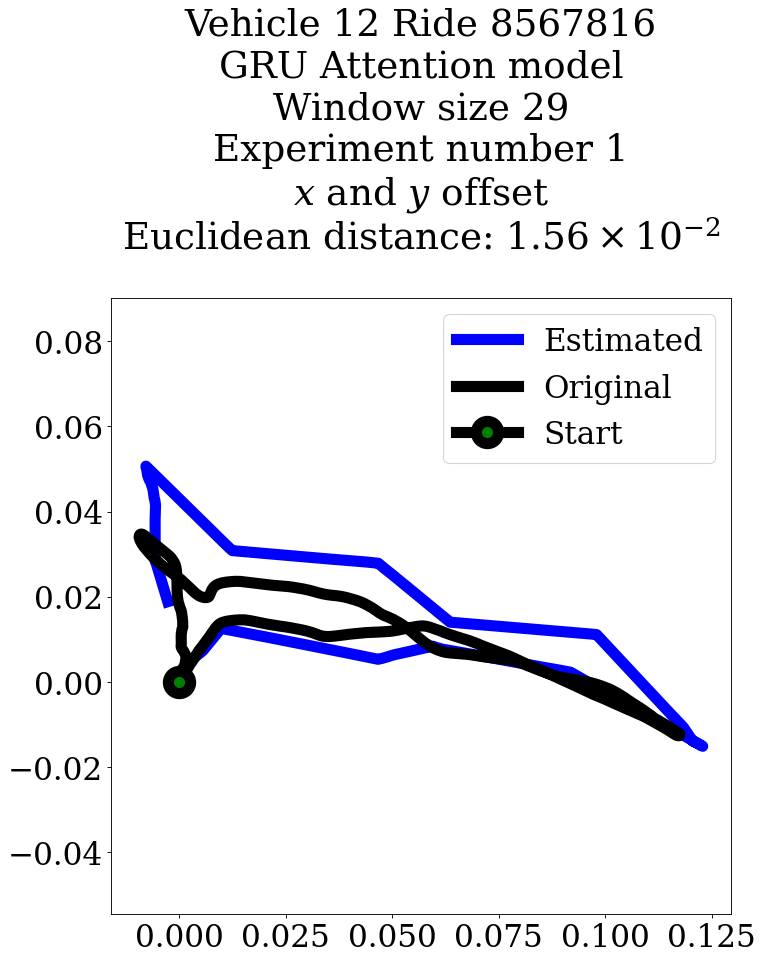 Vehicle 12 Ride 8567816
GRU Attention model
Window size 29
Experiment number 1
x and y offset
Euclidean distance: 1.56 × 10⁻²
Estimated
Original
Start
0.08
0.06
0.04
0.02
0.00
−0.02
−0.04
0.000 0.025 0.050 0.075 0.100 0.125